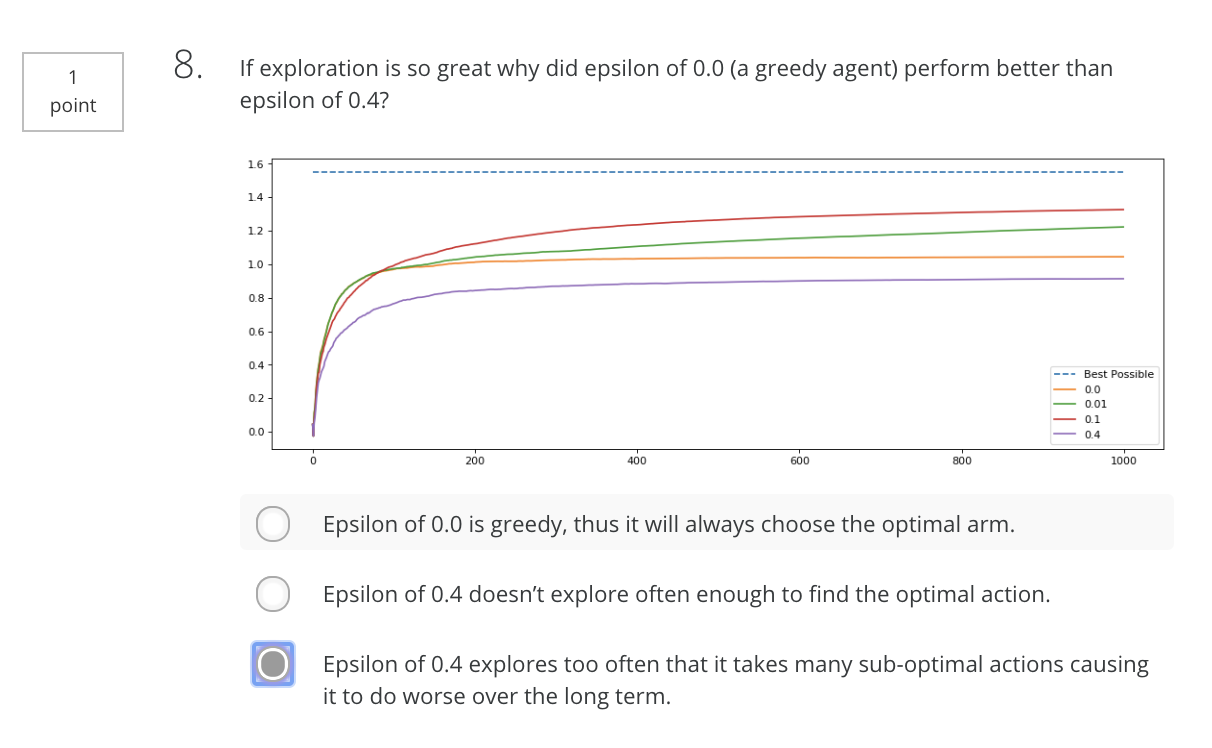 1
point
8.
If exploration is so great why did epsilon of 0.0 (a greedy agent) perform better than
epsilon of 0.4?
1.6
1.4
1.2
1.0
0.8
0.6
0.4
0.2
0.0
0
200
400
600
800
1000
Best Possible
0.0
0.01
0.1
0.4
Epsilon of 0.0 is greedy, thus it will always choose the optimal arm.
Epsilon of 0.4 doesn’t explore often enough to find the optimal action.
Epsilon of 0.4 explores too often that it takes many sub-optimal actions causing
it to do worse over the long term.